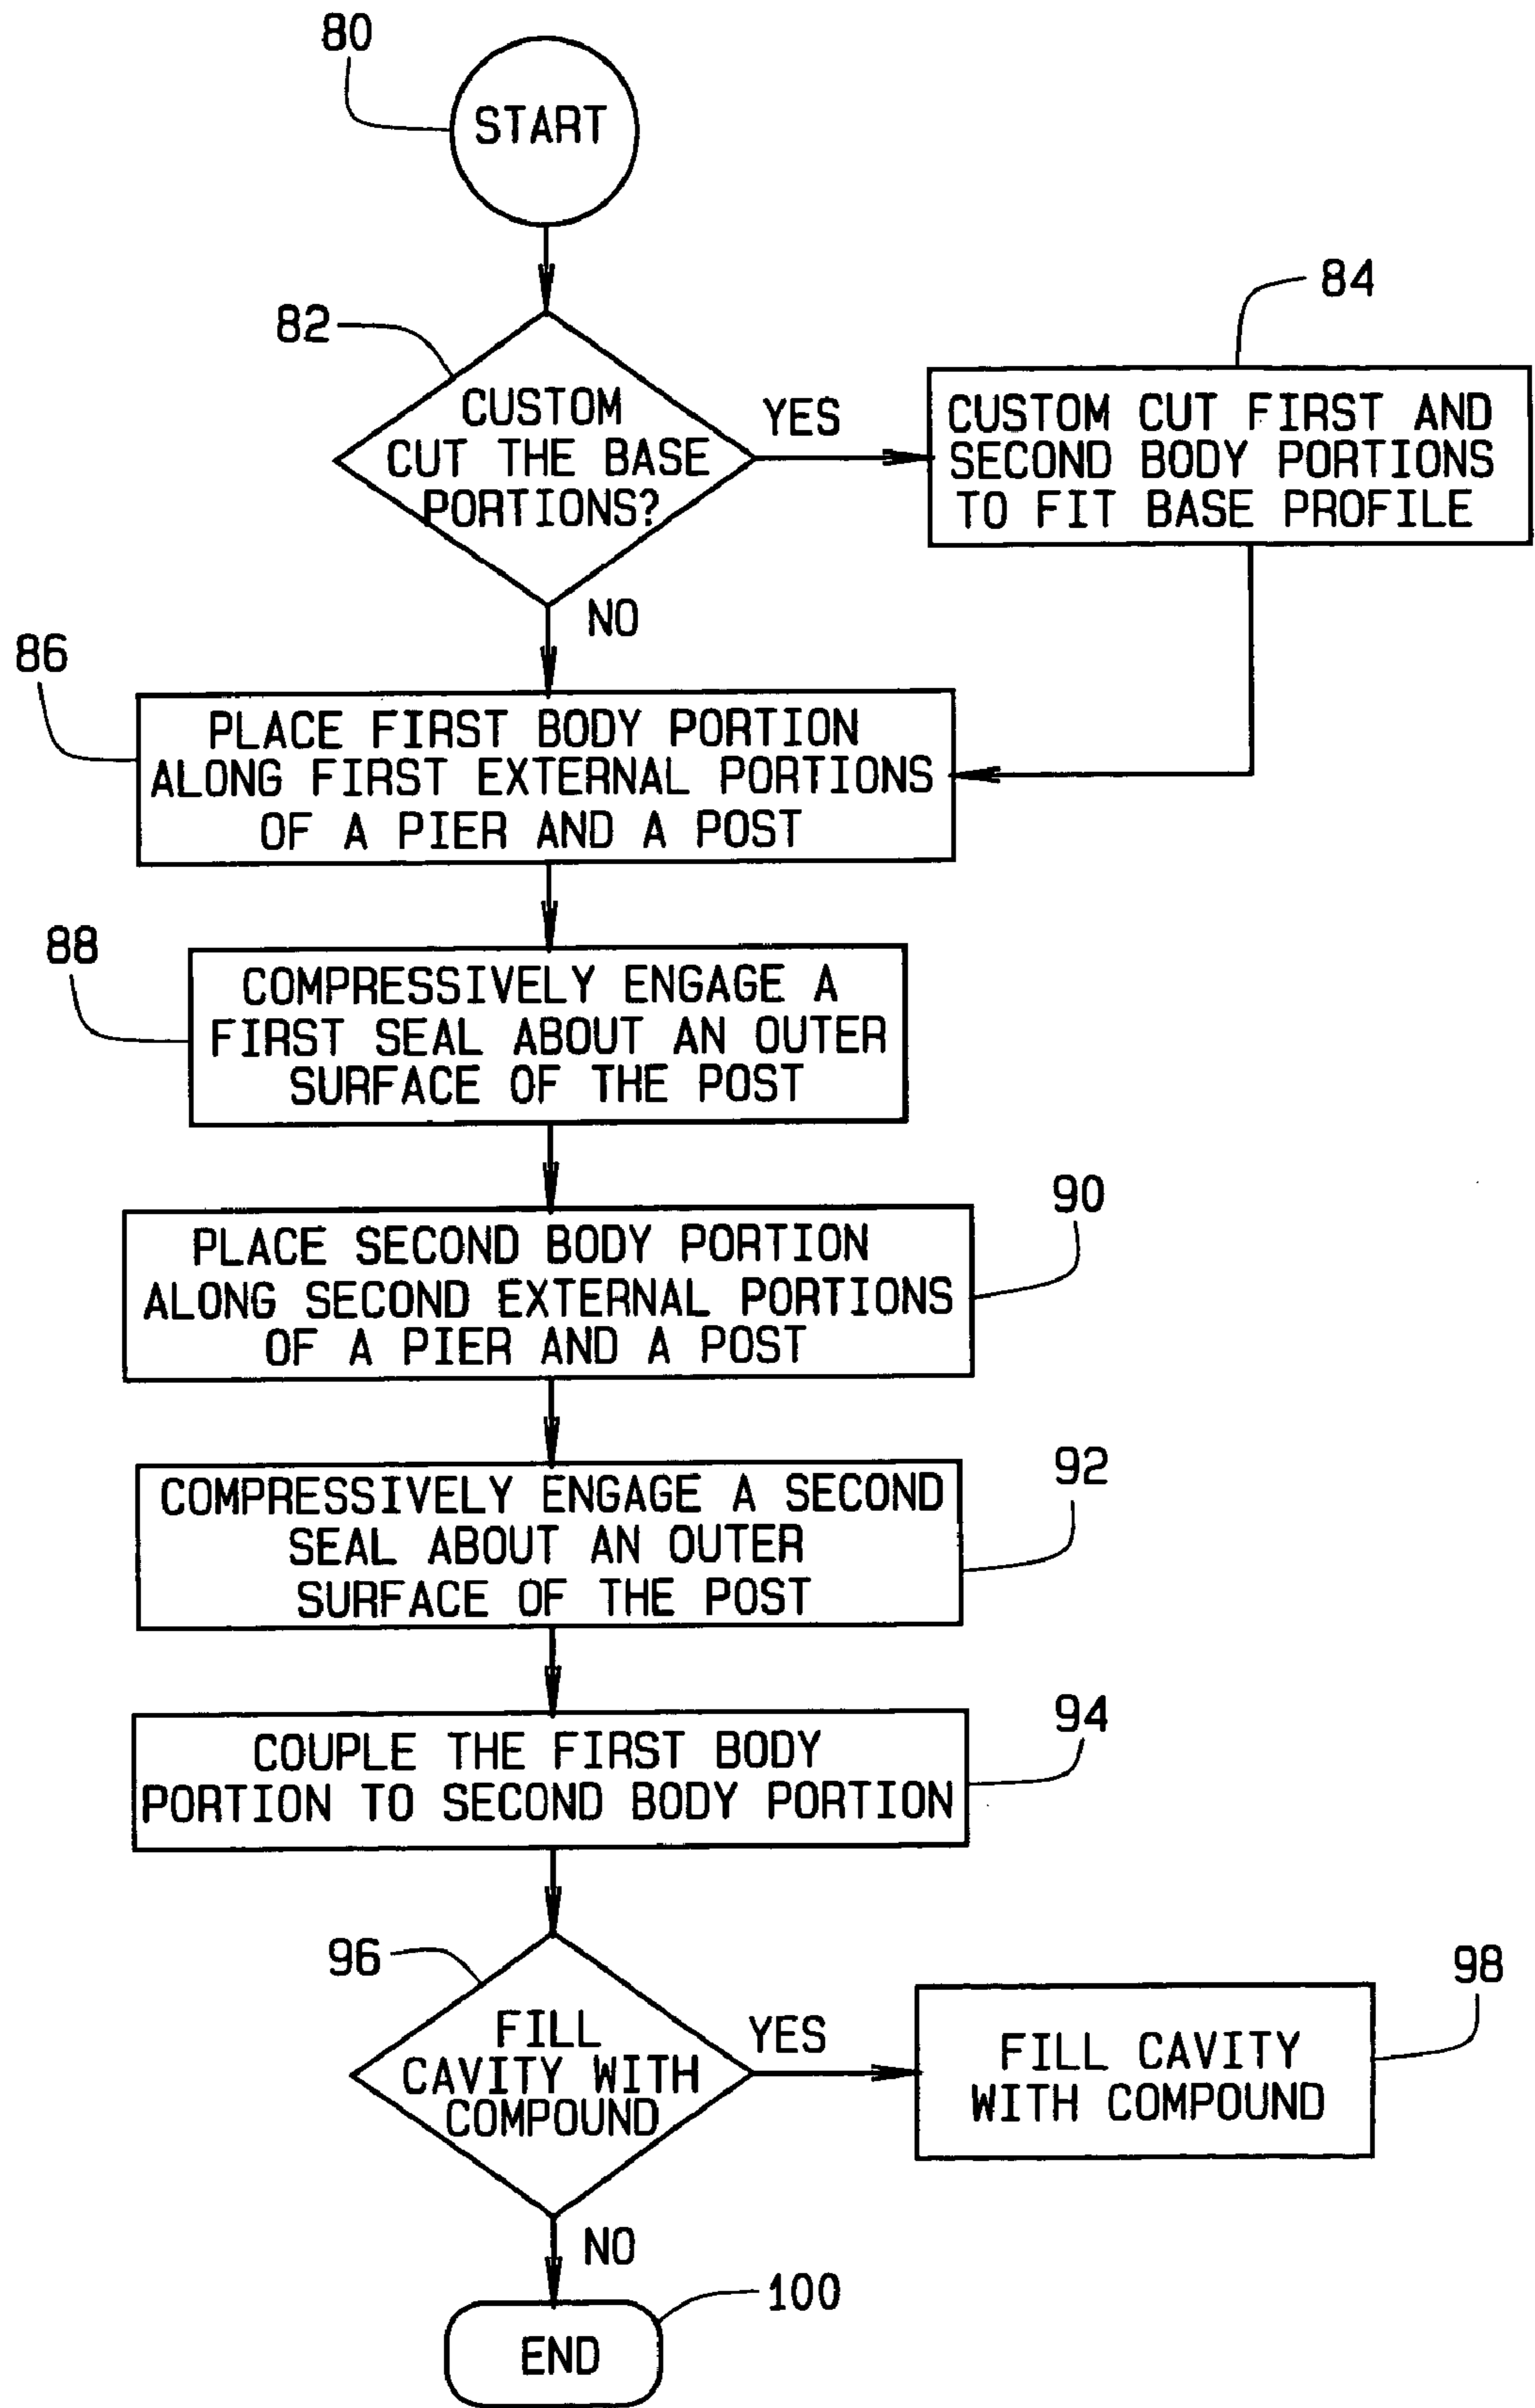 80
START
82
CUSTOM
CUT THE BASE
PORTIONS?
YES
84
CUSTOM CUT FIRST AND
SECOND BODY PORTIONS
TO FIT BASE PROFILE
NO
86
PLACE FIRST BODY PORTION
ALONG FIRST EXTERNAL PORTIONS
OF A PIER AND A POST
88
COMPRESSIVELY ENGAGE A
FIRST SEAL ABOUT AN OUTER
SURFACE OF THE POST
90
PLACE SECOND BODY PORTION
ALONG SECOND EXTERNAL PORTIONS
OF A PIER AND A POST
92
COMPRESSIVELY ENGAGE A SECOND
SEAL ABOUT AN OUTER
SURFACE OF THE POST
94
COUPLE THE FIRST BODY
PORTION TO SECOND BODY PORTION
96
FILL
CAVITY WITH
COMPOUND
YES
98
FILL CAVITY
WITH COMPOUND
NO
100
END